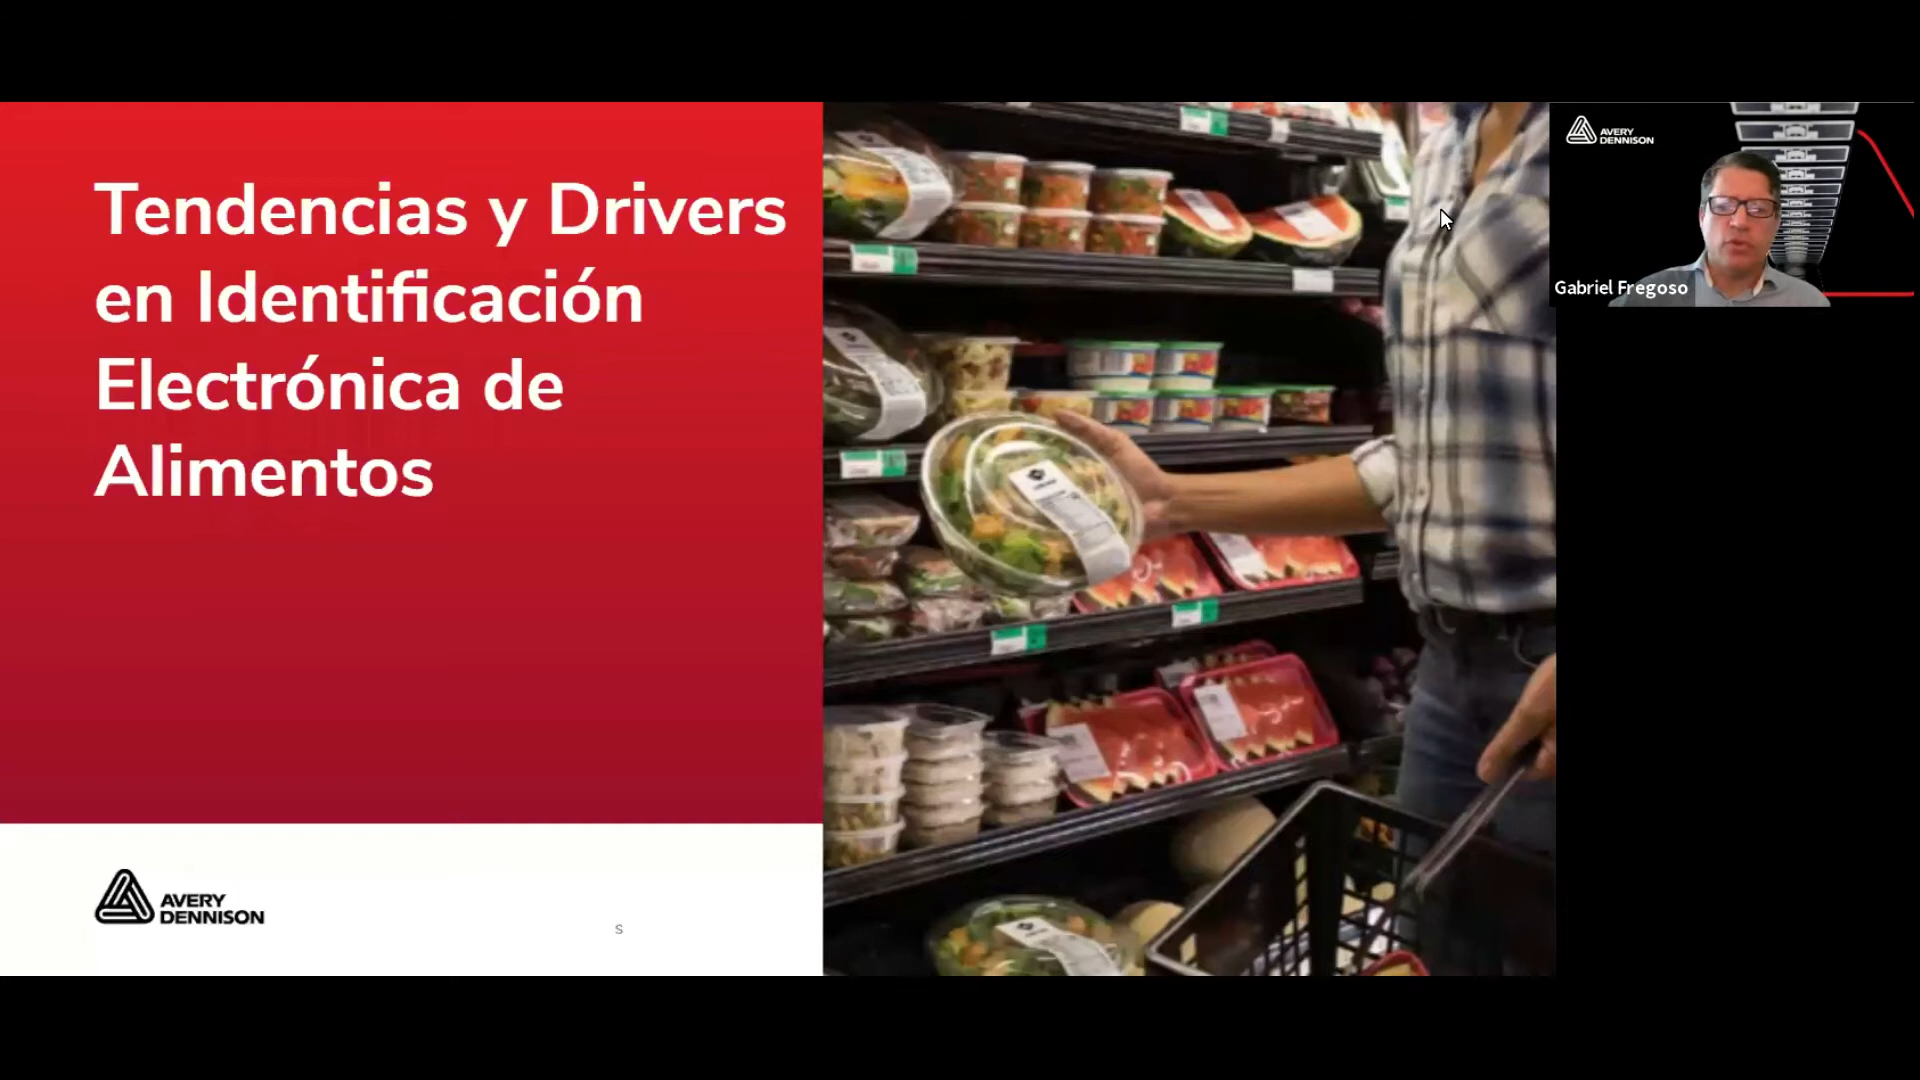 Tendencias y Drivers
en Identificación
Electrónica de
Alimentos
AVERY
DENNISON
s
AVERY
DENNISON
Gabriel Fregoso